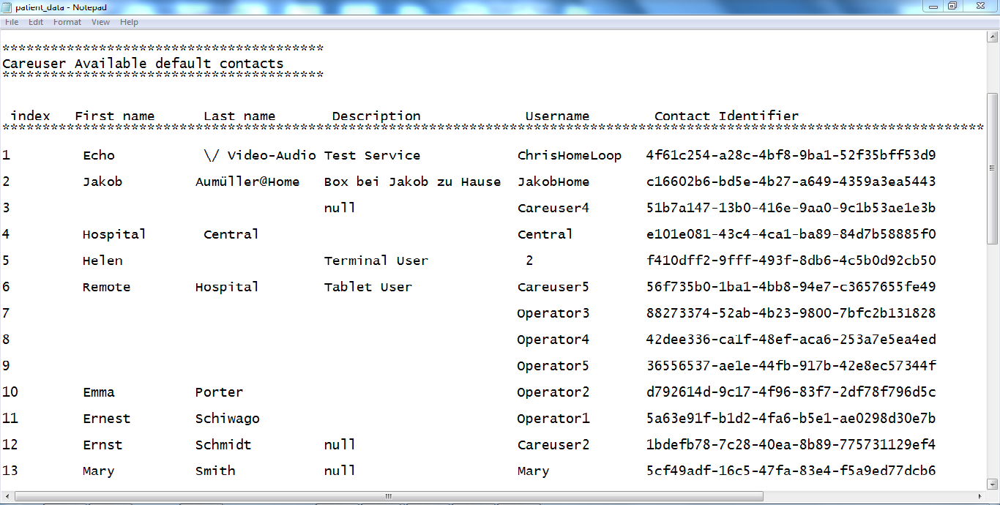 patient_data - Notepad
File Edit Format View Help
****************************************
Careuser Available default contacts
****************************************
index First name Last name Description Username Contact Identifier
**************************************************************************************************************************
1 Echo \/ Video-Audio Test Service ChrisHomeLoop 4f61c254-a28c-4bf8-9ba1-52f35bff53d9
2 Jakob Aumüller@Home Box bei Jakob zu Hause JakobHome c16602b6-bd5e-4b27-a649-4359a3ea5443
3 null Careuser4 51b7a147-13b0-416e-9aa0-9c1b53ae1e3b
4 Hospital Central Central e101e081-43c4-4ca1-ba89-84d7b58885f0
5 Helen Terminal User 2 f410dff2-9fff-493f-8db6-4c5b0d92cb50
6 Remote Hospital Tablet User Careuser5 56f735b0-1ba1-4bb8-94e7-c3657655fe49
7 Operator3 88273374-52ab-4b23-9800-7bfc2b131828
8 Operator4 42dee336-ca1f-48ef-aca6-253a7e5ea4ed
9 Operator5 36556537-ae1e-44fb-917b-42e8ec57344f
10 Emma Porter Operator2 d792614d-9c17-4f96-83f7-2df78f796d5c
11 Ernest Schiwago Operator1 5a63e91f-b1d2-4fa6-b5e1-ae0298d30e7b
12 Ernst Schmidt null Careuser2 1bdefb78-7c28-40ea-8b89-775731129ef4
13 Mary Smith null Mary 5cf49adf-16c5-47fa-83e4-f5a9ed77dcb6